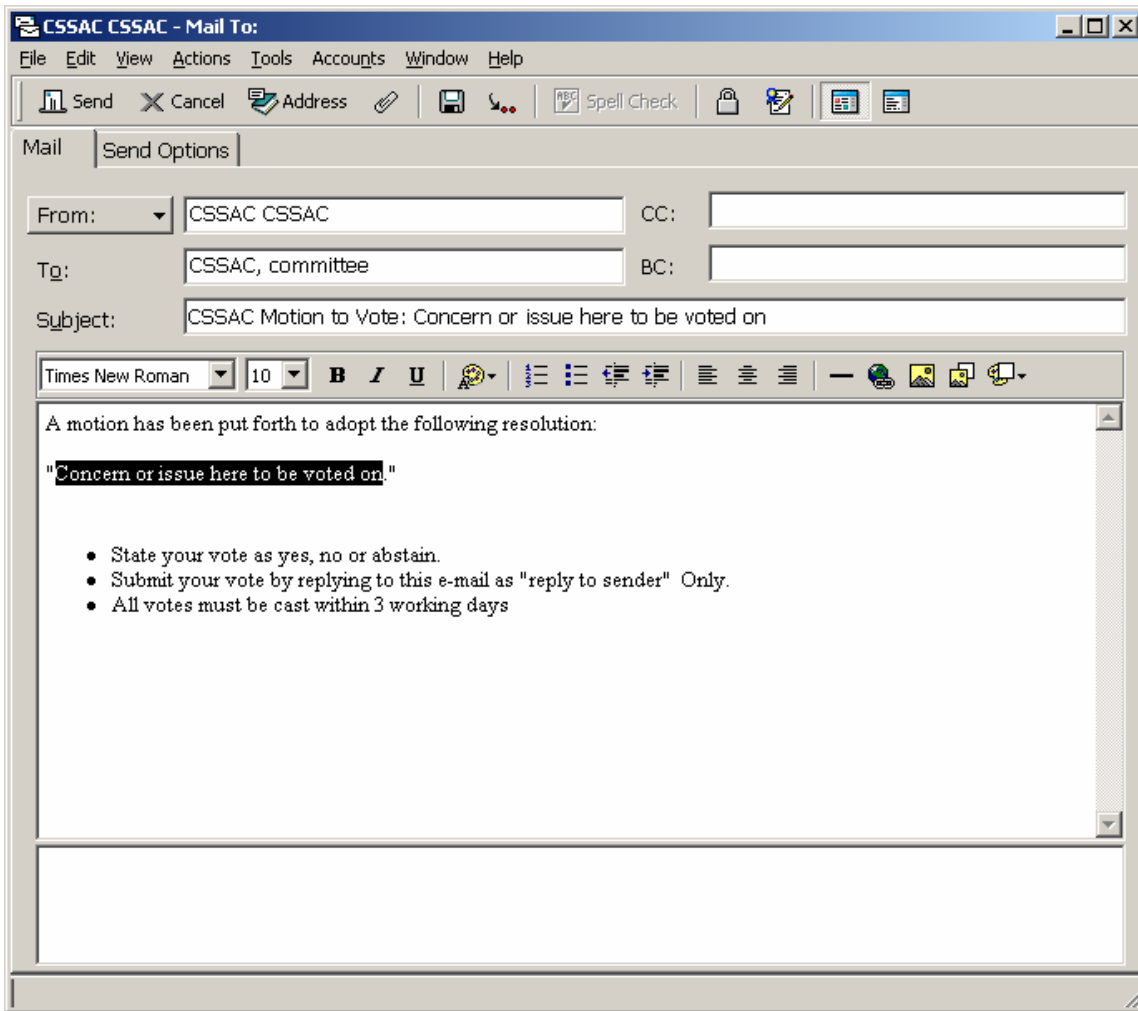 CSSAC CSSAC - Mail To:
File Edit View Actions Tools Accounts Window Help
Send Cancel Address ABC Spell Check
Mail Send Options
From: CSSAC CSSAC CC:
To: CSSAC, committee BC:
Subject: CSSAC Motion to Vote: Concern or issue here to be voted on
Times New Roman 10 B I U
A motion has been put forth to adopt the following resolution:
"Concern or issue here to be voted on."
• State your vote as yes, no or abstain.
• Submit your vote by replying to this e-mail as "reply to sender"  Only.
• All votes must be cast within 3 working days